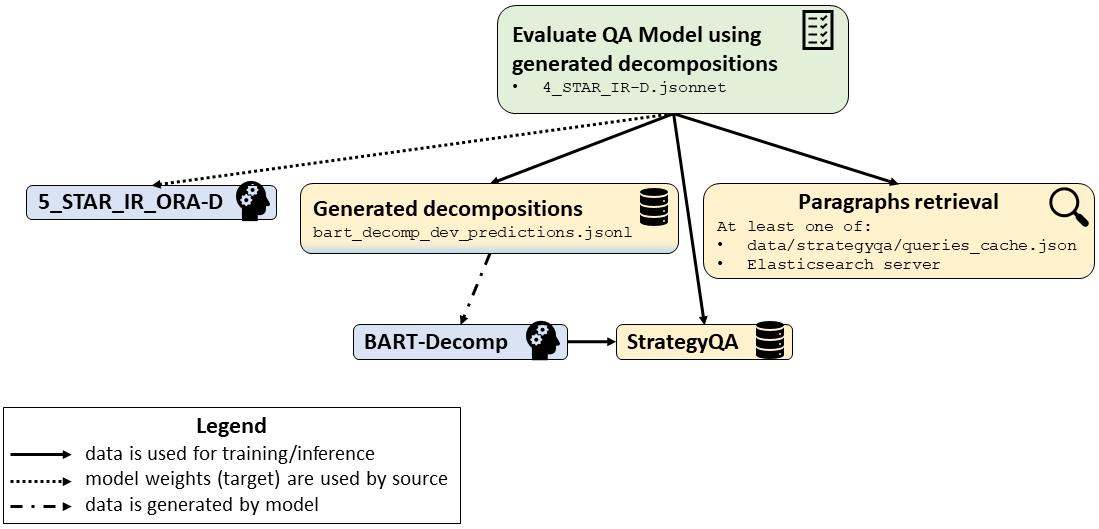 Evaluate QA Model using
generated decompositions
• 4_STAR_IR-D.jsonnet
5_STAR_IR_ORA-D
Generated decompositions
bart_decomp_dev_predictions.jsonl
Paragraphs retrieval
At least one of:
• data/strategyqa/queries_cache.json
• Elasticsearch server
BART-Decomp
StrategyQA
Legend
data is used for training/inference
model weights (target) are used by source
data is generated by model